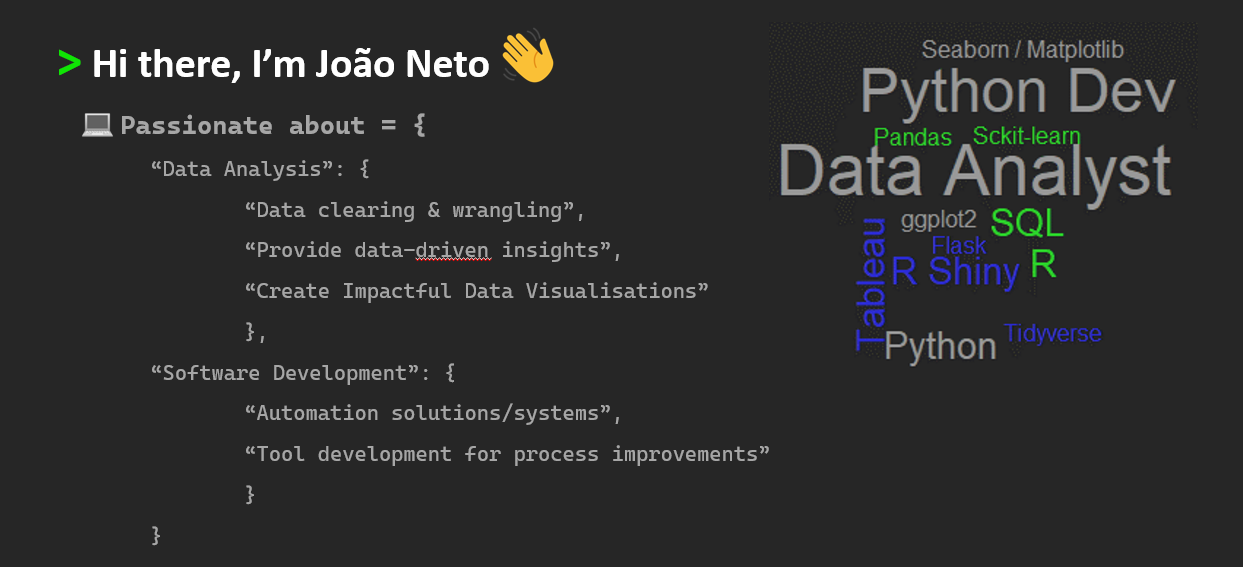 > Hi there, I’m João Neto 👋
💻 Passionate about = {
“Data Analysis”: {
“Data clearing & wrangling”,
“Provide data-driven insights”,
“Create Impactful Data Visualisations”
},
“Software Development”: {
“Automation solutions/systems”,
“Tool development for process improvements”
}
}
Seaborn / Matplotlib
Python Dev
Pandas
Sckit-learn
Data Analyst
ggplot2
SQL
Flask
R Shiny
R
Tableau
Python
Tidyverse